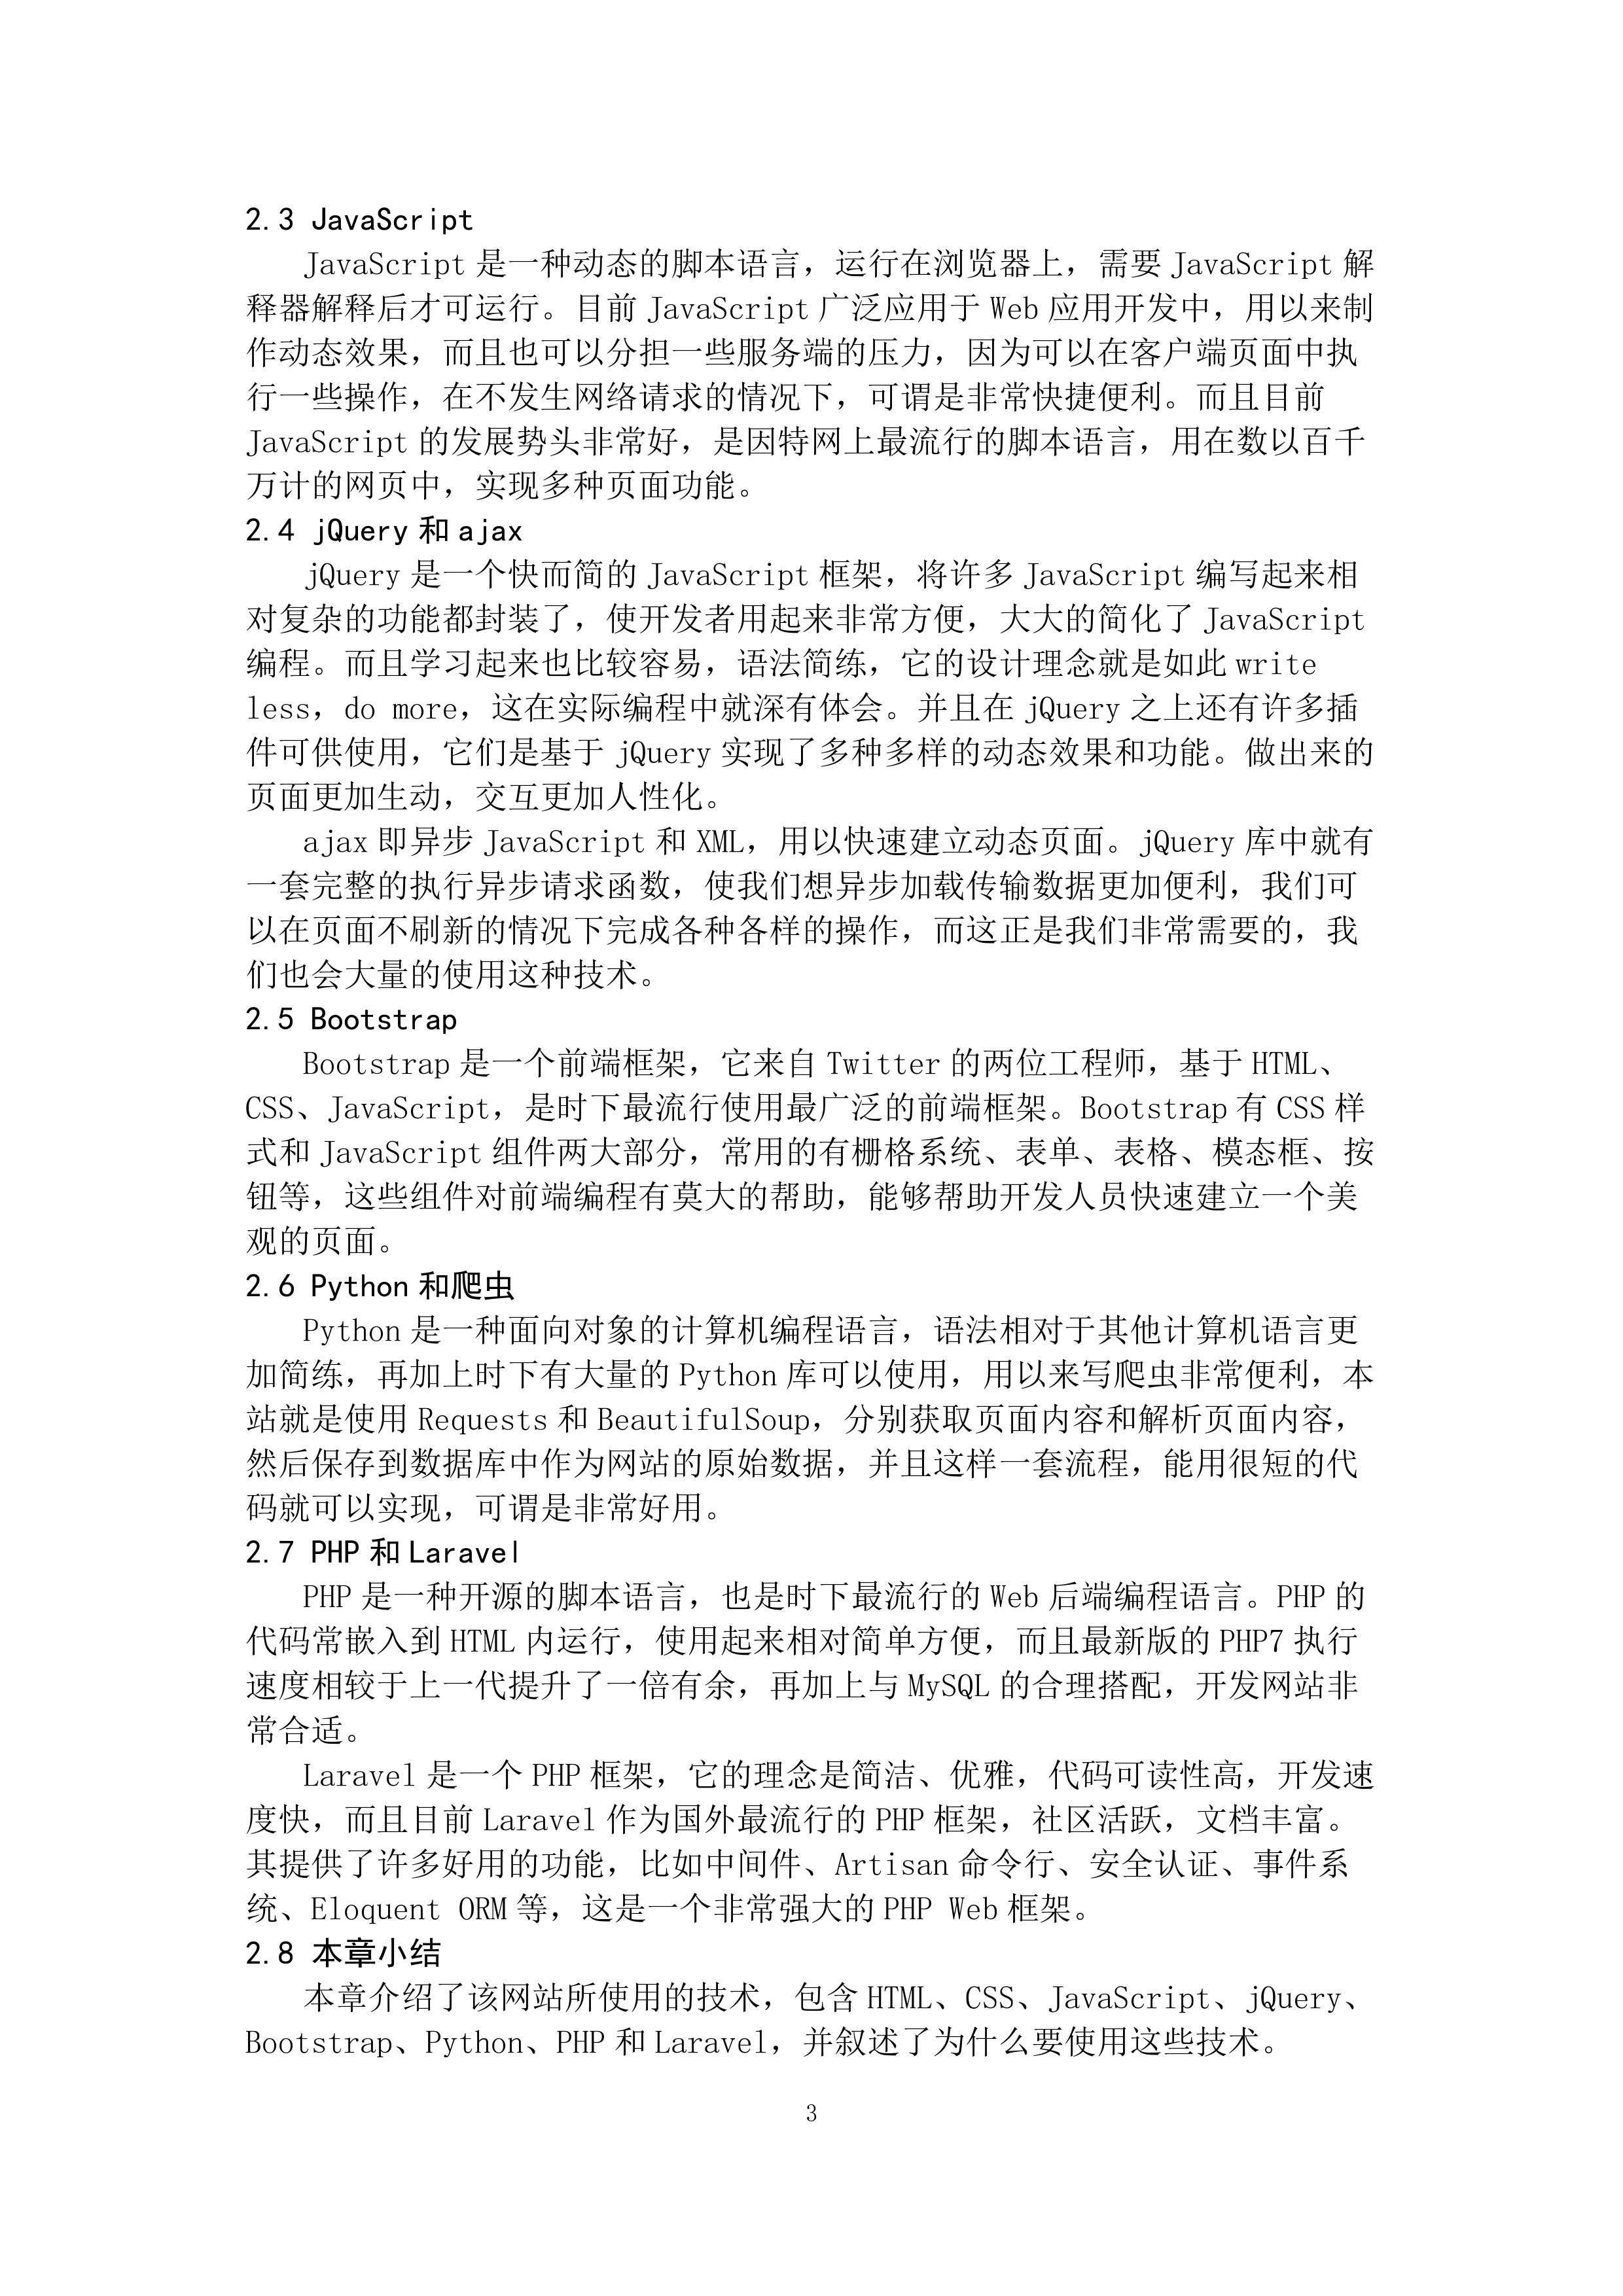 2.3 JavaScript
JavaScript 是一种动态的脚本语言，运行在浏览器上，需要 JavaScript 解
释器解释后才可运行。目前 JavaScript 广泛应用于 Web 应用开发中，用以来制
作动态效果，而且也可以分担一些服务端的压力，因为可以在客户端页面中执
行一些操作，在不发生网络请求的情况下，可谓是非常快捷便利。而且目前
JavaScript 的发展势头非常好，是因特网上最流行的脚本语言，用在数以百千
万计的网页中，实现多种页面功能。
2.4 jQuery 和 ajax
jQuery 是一个快而简的 JavaScript 框架，将许多 JavaScript 编写起来相
对复杂的功能都封装了，使开发者用起来非常方便，大大的简化了 JavaScript
编程。而且学习起来也比较容易，语法简练，它的设计理念就是如此 write
less，do more，这在实际编程中就深有体会。并且在 jQuery 之上还有许多插
件可供使用，它们是基于 jQuery 实现了多种多样的动态效果和功能。做出来的
页面更加生动，交互更加人性化。
ajax 即异步 JavaScript 和 XML，用以快速建立动态页面。jQuery 库中就有
一套完整的执行异步请求函数，使我们想异步加载传输数据更加便利，我们可
以在页面不刷新的情况下完成各种各样的操作，而这正是我们非常需要的，我
们也会大量的使用这种技术。
2.5 Bootstrap
Bootstrap 是一个前端框架，它来自 Twitter 的两位工程师，基于 HTML、
CSS、JavaScript，是时下最流行使用最广泛的前端框架。Bootstrap 有 CSS 样
式和 JavaScript 组件两大部分，常用的有栅格系统、表单、表格、模态框、按
钮等，这些组件对前端编程有莫大的帮助，能够帮助开发人员快速建立一个美
观的页面。
2.6 Python 和爬虫
Python 是一种面向对象的计算机编程语言，语法相对于其他计算机语言更
加简练，再加上时下有大量的 Python 库可以使用，用以来写爬虫非常便利，本
站就是使用 Requests 和 BeautifulSoup，分别获取页面内容和解析页面内容，
然后保存到数据库中作为网站的原始数据，并且这样一套流程，能用很短的代
码就可以实现，可谓是非常好用。
2.7 PHP 和 Laravel
PHP 是一种开源的脚本语言，也是时下最流行的 Web 后端编程语言。PHP 的
代码常嵌入到 HTML 内运行，使用起来相对简单方便，而且最新版的 PHP7 执行
速度相较于上一代提升了一倍有余，再加上与 MySQL 的合理搭配，开发网站非
常合适。
Laravel 是一个 PHP 框架，它的理念是简洁、优雅，代码可读性高，开发速
度快，而且目前 Laravel 作为国外最流行的 PHP 框架，社区活跃，文档丰富。
其提供了许多好用的功能，比如中间件、Artisan 命令行、安全认证、事件系
统、Eloquent ORM 等，这是一个非常强大的 PHP Web 框架。
2.8 本章小结
本章介绍了该网站所使用的技术，包含 HTML、CSS、JavaScript、jQuery、
Bootstrap、Python、PHP 和 Laravel，并叙述了为什么要使用这些技术。
3